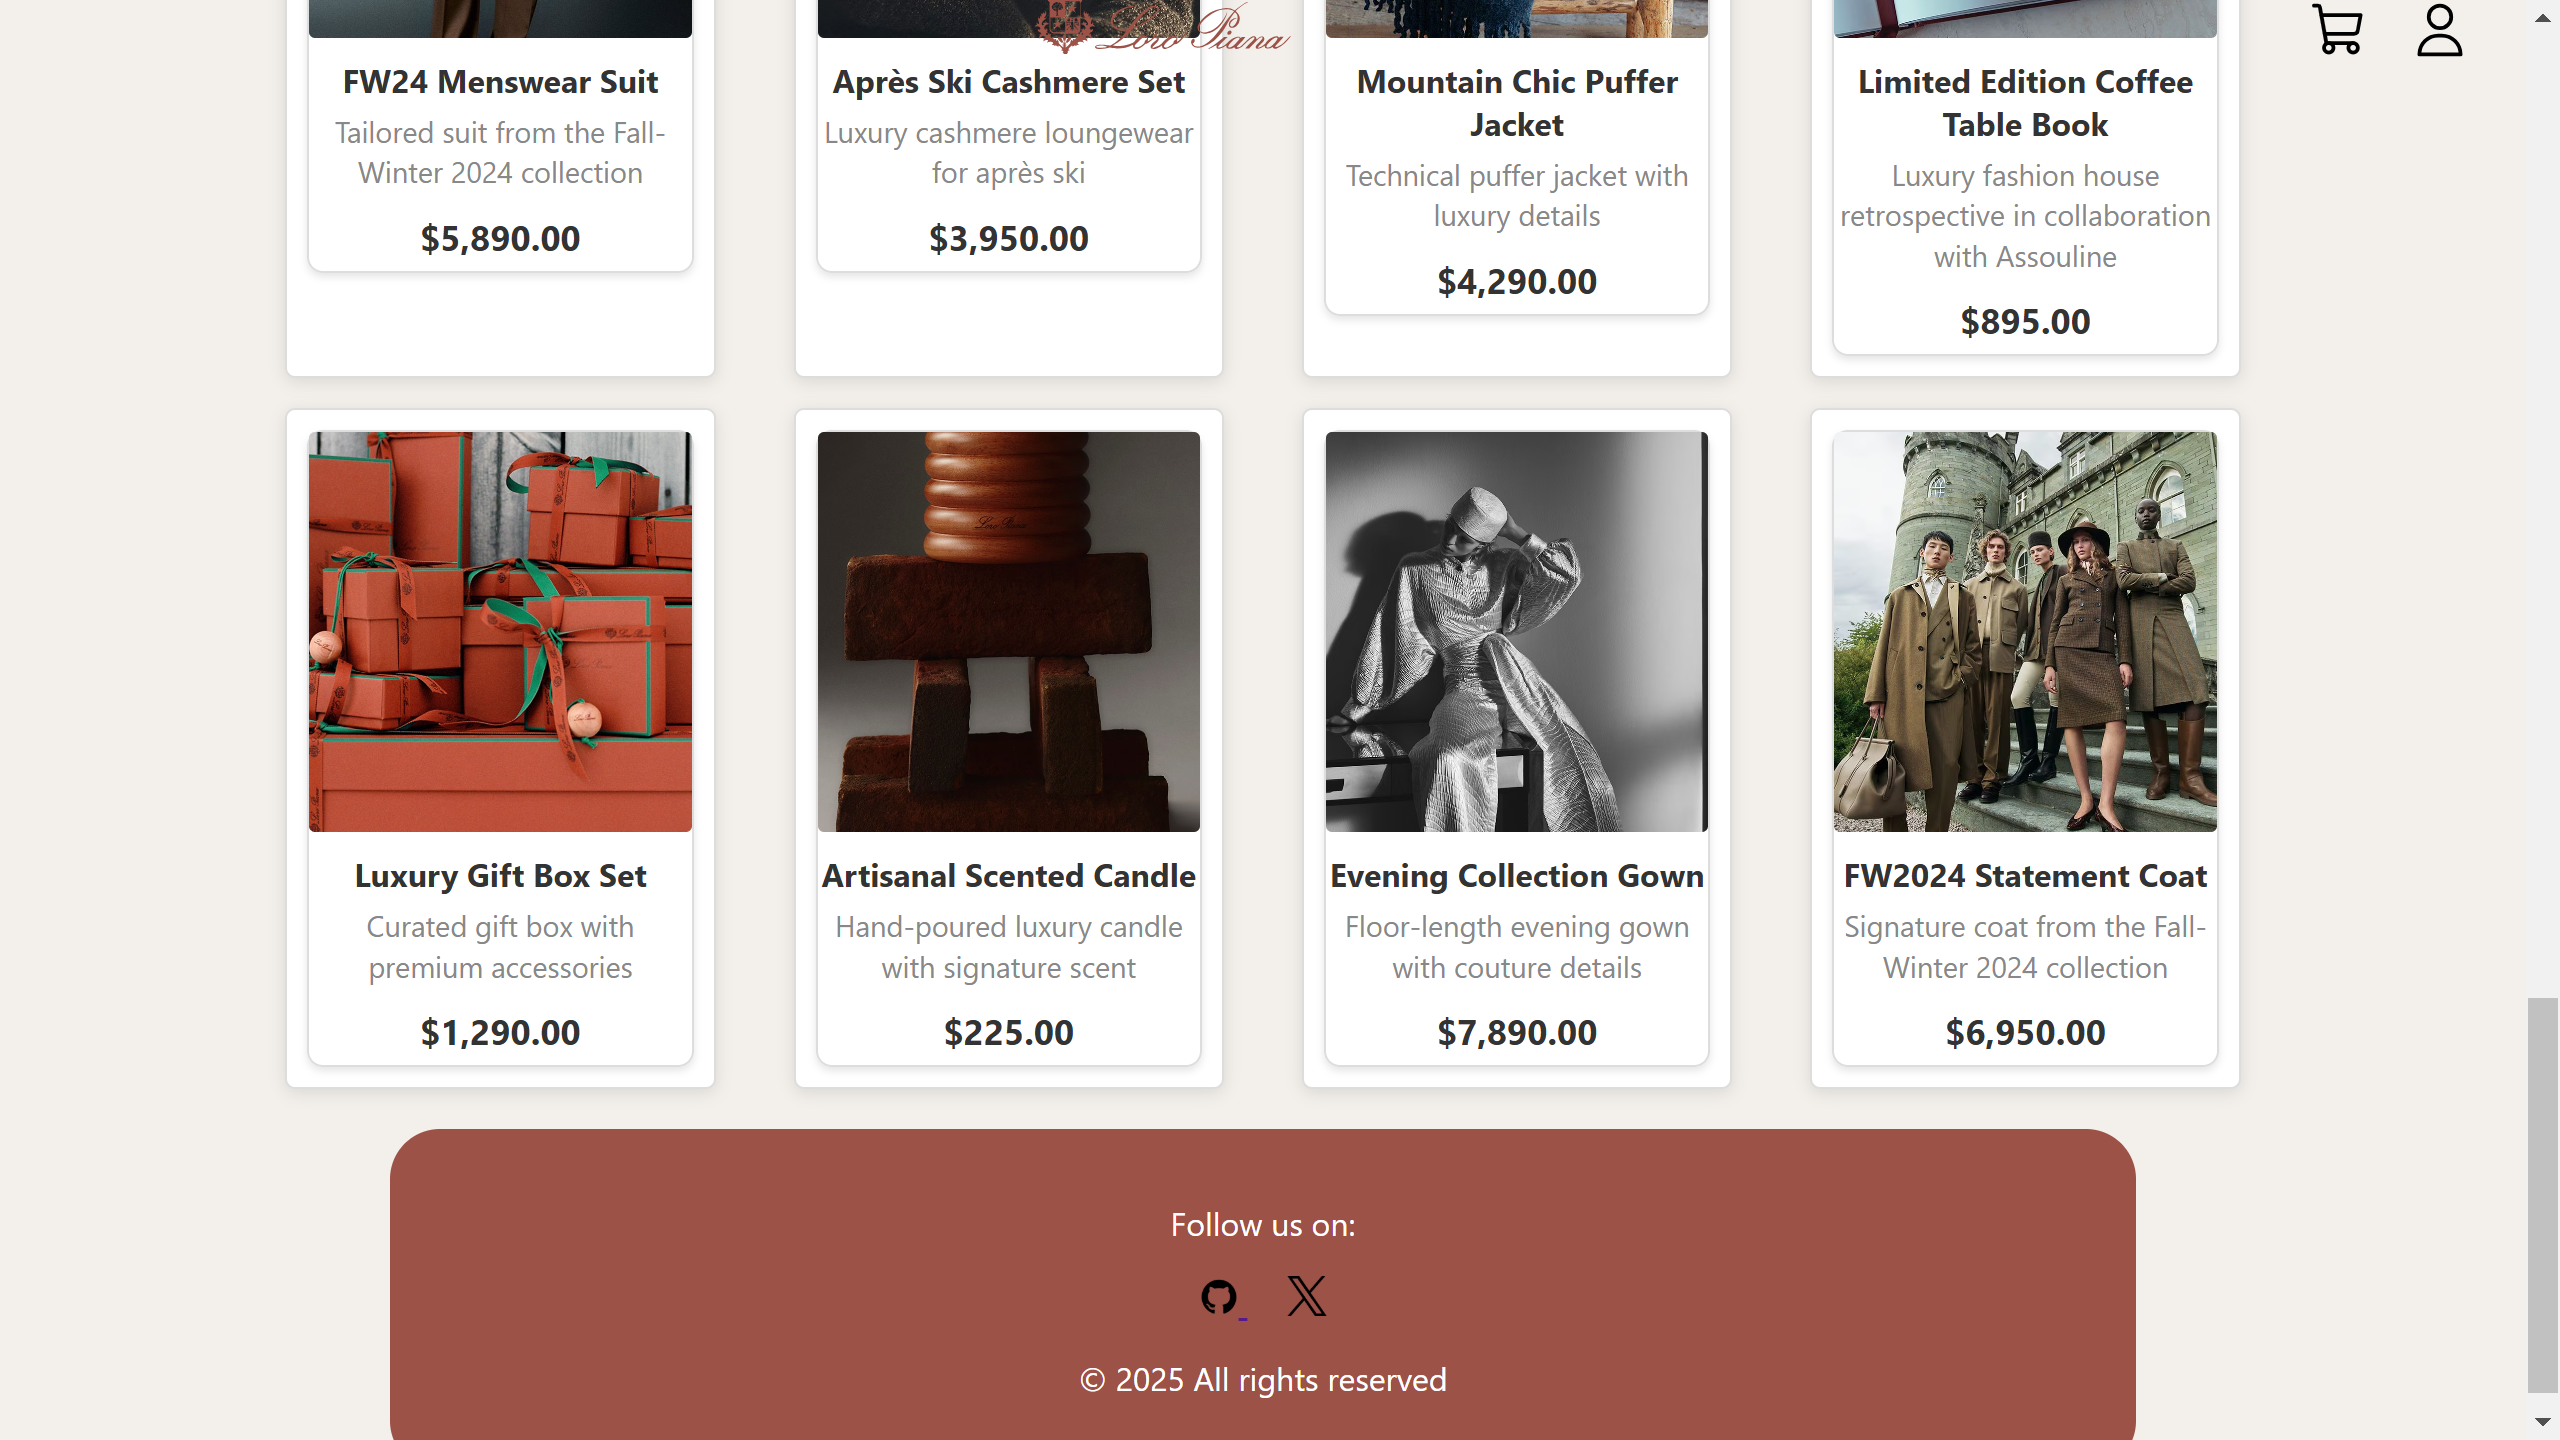 Loro Piana
FW24 Menswear Suit
Tailored suit from the Fall-
Winter 2024 collection
$5,890.00
Après Ski Cashmere Set
Luxury cashmere loungewear
for après ski
$3,950.00
Mountain Chic Puffer
Jacket
Technical puffer jacket with
luxury details
$4,290.00
Limited Edition Coffee
Table Book
Luxury fashion house
retrospective in collaboration
with Assouline
$895.00
Luxury Gift Box Set
Curated gift box with
premium accessories
$1,290.00
Loro Piana
Artisanal Scented Candle
Hand-poured luxury candle
with signature scent
$225.00
Evening Collection Gown
Floor-length evening gown
with couture details
$7,890.00
FW2024 Statement Coat
Signature coat from the Fall-
Winter 2024 collection
$6,950.00
Follow us on:
© 2025 All rights reserved